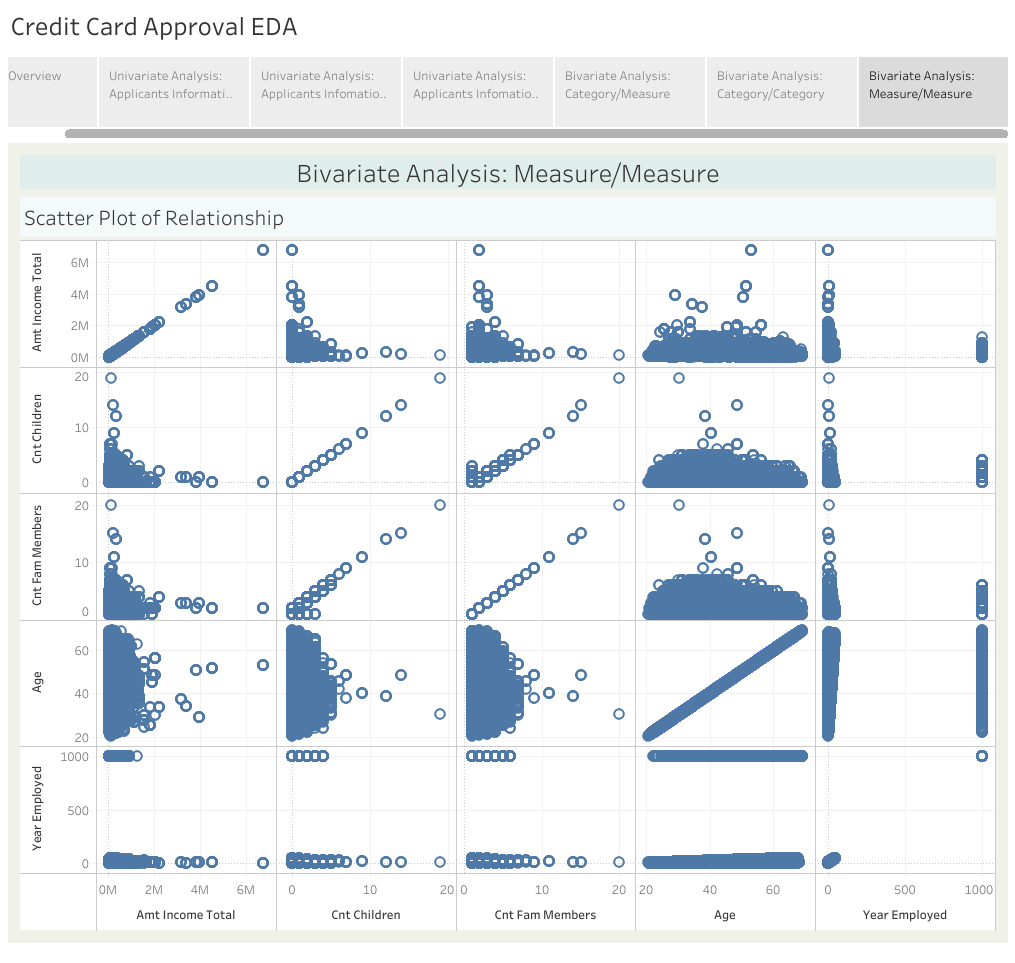 Credit Card Approval EDA
Overview
Univariate Analysis:
Applicants Informati..
Univariate Analysis:
Applicants Infomatio..
Univariate Analysis:
Applicants Infomatio..
Bivariate Analysis:
Category/Measure
Bivariate Analysis:
Category/Category
Bivariate Analysis:
Measure/Measure
Bivariate Analysis: Measure/Measure
Scatter Plot of Relationship
Amt Income Total
6M
4M
2M
0M
Cnt Children
20
10
0
Cnt Fam Members
20
10
0
Age
60
40
20
Year Employed
1000
500
0
0M 2M 4M 6M 0 10 20 0 10 20 20 40 60 0 500 1000
Amt Income Total Cnt Children Cnt Fam Members Age Year Employed